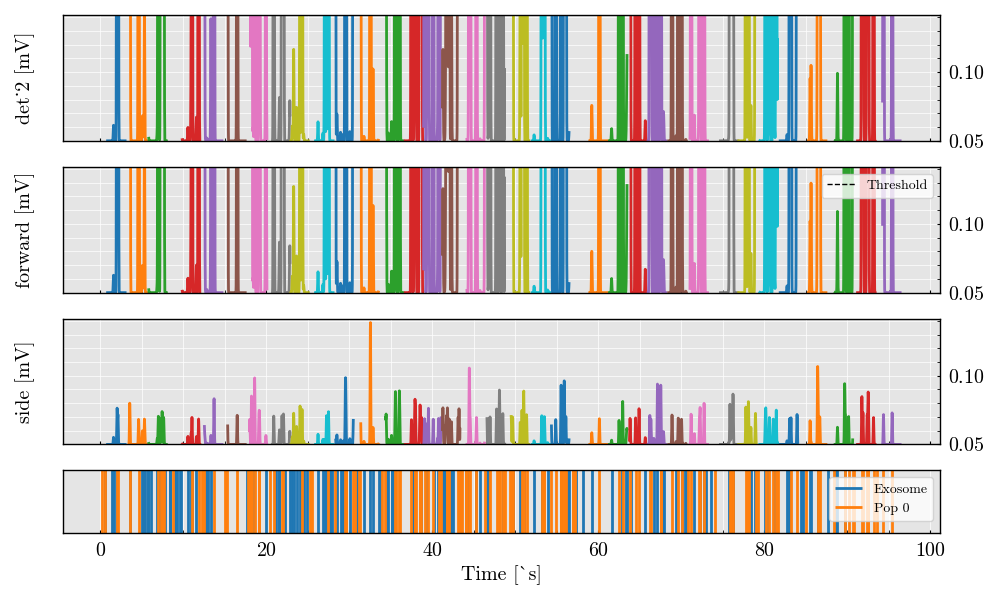 det˙2 [mV]
0.10
0.05
forward [mV]
Threshold
0.10
0.05
side [mV]
0.10
0.05
Exosome
Pop 0
0 20 40 60 80 100
Time [`s]